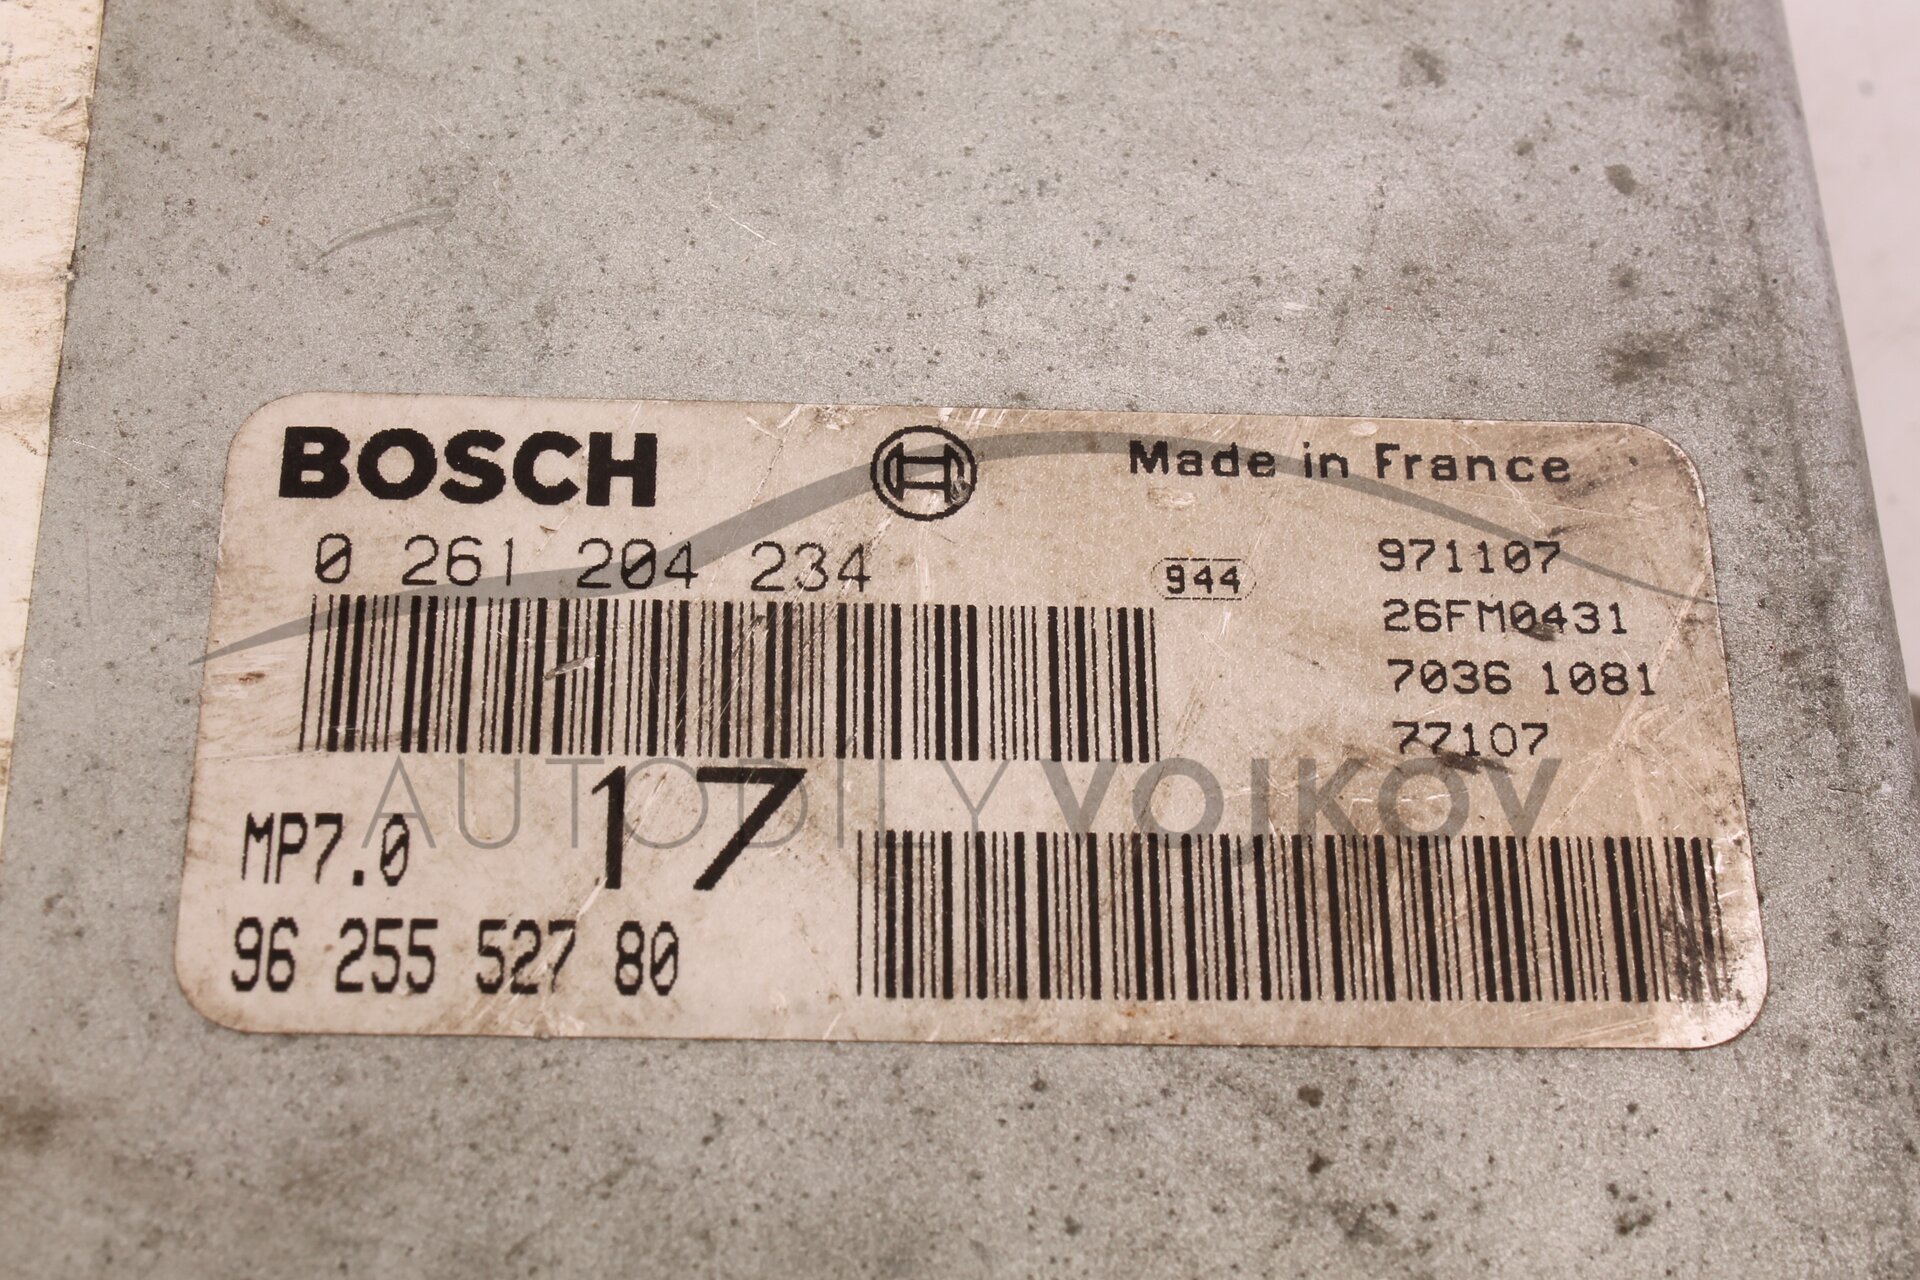 BOSCH
Made in France
0 261 204 234
944
971107
26FM0431
7036 1081
77107
AUTODILY VOJKOV
MP7.0
17
96 255 527 80